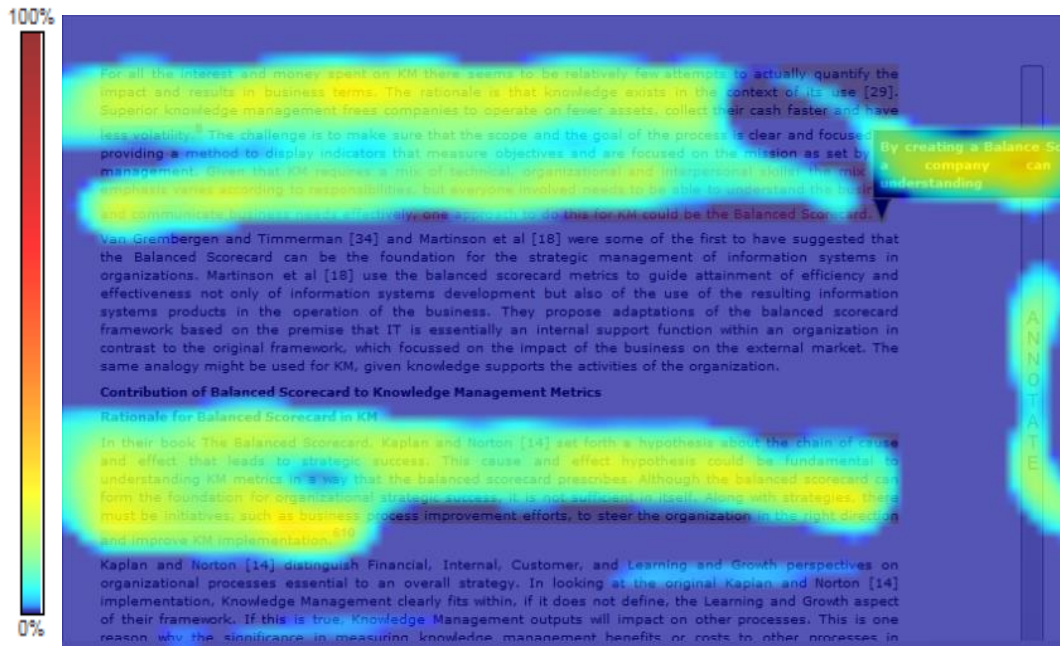 100%
For all the interest and money spent on KM there seems to be relatively few attempts to actually quantify the
impact and results in business terms. The rationale is that knowledge exists in the context of its use [29].
Superior knowledge management frees companies to operate on fewer assets, collect their cash faster and have
less volatility. The challenge is to make sure that the scope and the goal of the process is clear and focused
providing a method to display indicators that measure objectives and are focused on the mission as set by
management. Given that KM requires a mix of technical, organizational and interpersonal skills, the mix
emphasis varies according to responsibilities, but everyone involved needs to be able to understand the
and communicate business needs effectively, one approach to do this for KM could be the Balanced Scorecard.
By creating a Balance
a company can
understanding
Van Grembergen and Timmerman [34] and Martinson et al [18] were some of the first to have suggested that
the Balanced Scorecard can be the foundation for the strategic management of information systems in
organizations. Martinson et al [18] use the balanced scorecard metrics to guide attainment of efficiency and
effectiveness not only of information systems development but also of the use of the resulting information
systems products in the operation of the business. They propose adaptations of the balanced scorecard
framework based on the premise that IT is essentially an internal support function within an organization in
contrast to the original framework, which focussed on the impact of the business on the external market. The
same analogy might be used for KM, given knowledge supports the activities of the organization.
Contribution of Balanced Scorecard to Knowledge Management Metrics
Rationale for Balanced Scorecard in KM
In their book The Balanced Scorecard, Kaplan and Norton [14] set forth a hypothesis about the chain of cause
and effect that leads to strategic success. This cause and effect hypothesis could be fundamental to
understanding KM metrics in a way that the balanced scorecard prescribes. Although the balanced scorecard can
form the foundation for organizational strategic success, it is not sufficient in itself. Along with strategies, there
must be initiatives, such as business process improvement efforts, to steer the organization in the right direction
and improve KM implementation. 610
Kaplan and Norton [14] distinguish Financial, Internal, Customer, and Learning and Growth perspectives on
organizational processes essential to an overall strategy. In looking at the original Kaplan and Norton [14]
implementation, Knowledge Management clearly fits within, if it does not define, the Learning and Growth aspect
of their framework. If this is true, Knowledge Management outputs will impact on other processes. This is one
reason why the significance in measuring knowledge management benefits or costs to other processes in
ANNOTATE
0%